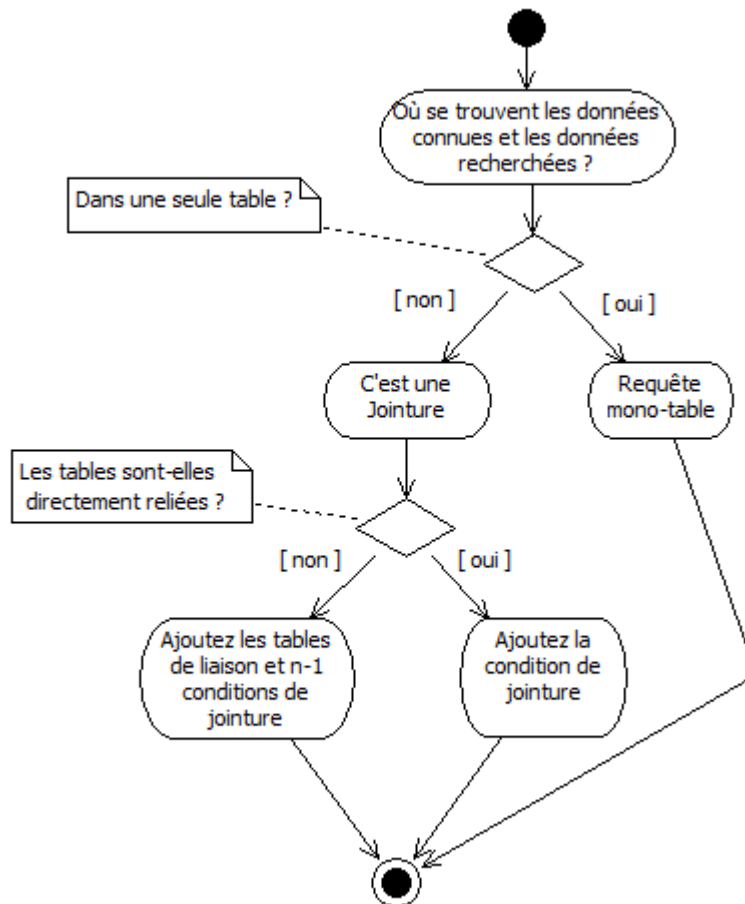 Où se trouvent les données
connues et les données
recherchées ?
Dans une seule table ?
[ non ]
[ oui ]
C'est une
Jointure
Requête
mono-table
Les tables sont-elles
directement reliées ?
[ non ]
[ oui ]
Ajoutez les tables
de liaison et n-1
conditions de
jointure
Ajoutez la
condition de
jointure